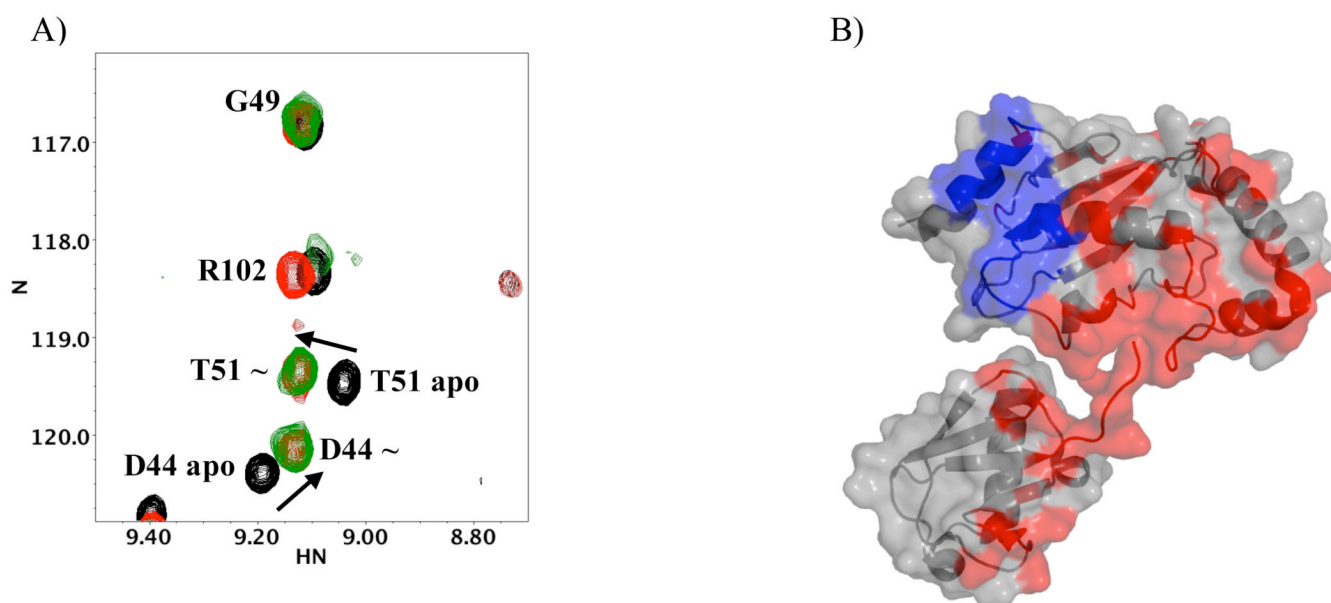 A)
B)
G49
117.0
118.0
R102
119.0
T51 ~
T51 apo
N
120.0
D44 apo
D44 ~
9.40
9.20
9.00
8.80
HN